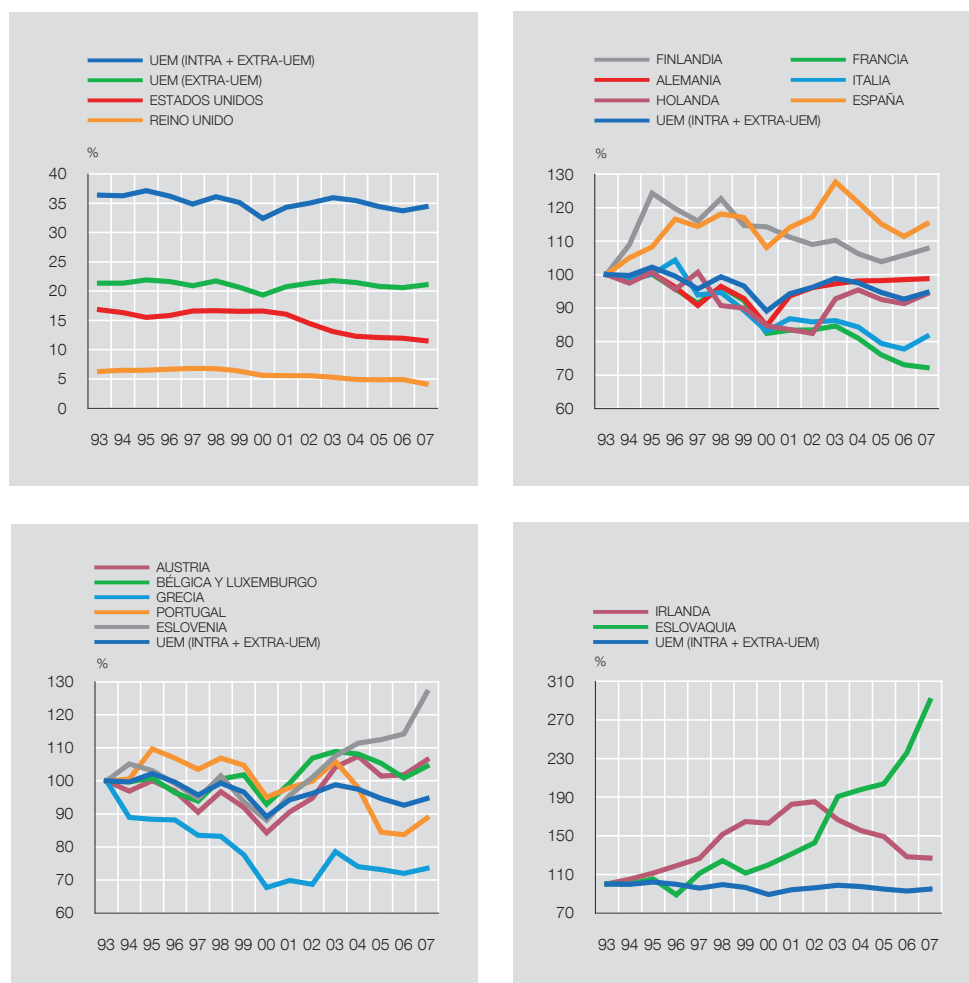 UEM (INTRA + EXTRA-UEM)
UEM (EXTRA-UEM)
ESTADOS UNIDOS
REINO UNIDO
%
40
35
30
25
20
15
10
5
0
93 94 95 96 97 98 99 00 01 02 03 04 05 06 07
FINLANDIA FRANCIA
ALEMANIA ITALIA
HOLANDA ESPAÑA
UEM (INTRA + EXTRA-UEM)
%
130
120
110
100
90
80
70
60
93 94 95 96 97 98 99 00 01 02 03 04 05 06 07
AUSTRIA
BÉLGICA Y LUXEMBURGO
GRECIA
PORTUGAL
ESLOVENIA
UEM (INTRA + EXTRA-UEM)
%
130
120
110
100
90
80
70
60
93 94 95 96 97 98 99 00 01 02 03 04 05 06 07
IRLANDA
ESLOVAQUIA
UEM (INTRA + EXTRA-UEM)
%
310
270
230
190
150
110
70
93 94 95 96 97 98 99 00 01 02 03 04 05 06 07